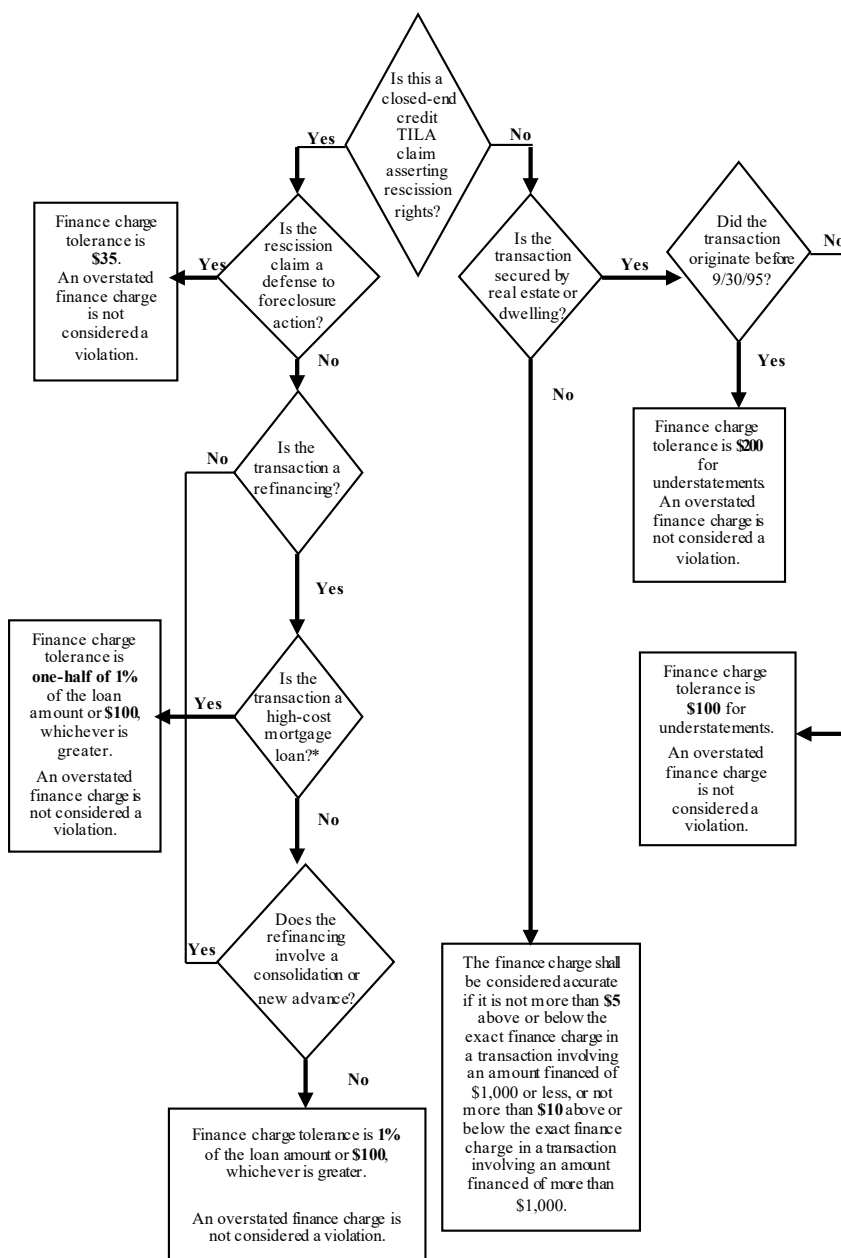 Is this a
closed-end
credit
TILA
claim
asserting
rescission
rights?
Yes
No
Is the
rescission
claim a
defense to
foreclosure
action?
Yes
Finance charge
tolerance is
$35.
An overstated
finance charge
is not
considered a
violation.
No
Is the
transaction
secured by
real estate or
dwelling?
Yes
No
Did the
transaction
originate before
9/30/95?
No
Yes
Finance charge
tolerance is $200
for
understatements.
An overstated
finance charge is
not considered a
violation.
Is the
transaction a
refinancing?
No
Yes
Is the
transaction a
high-cost
mortgage
loan?*
Yes
Finance charge
tolerance is
one-half of 1%
of the loan
amount or $100,
whichever is
greater.
An overstated
finance charge is
not considered a
violation.
No
Finance charge
tolerance is
$100 for
understatements.
An overstated
finance charge
is not
considered a
violation.
Does the
refinancing
involve a
consolidation or
new advance?
Yes
No
The finance charge shall
be considered accurate
if it is not more than $5
above or below the
exact finance charge in
a transaction involving
an amount financed of
$1,000 or less, or not
more than $10 above or
below the exact finance
charge in a transaction
involving an amount
financed of more than
$1,000.
Finance charge tolerance is 1%
of the loan amount or $100,
whichever is greater.
An overstated finance charge is
not considered a violation.